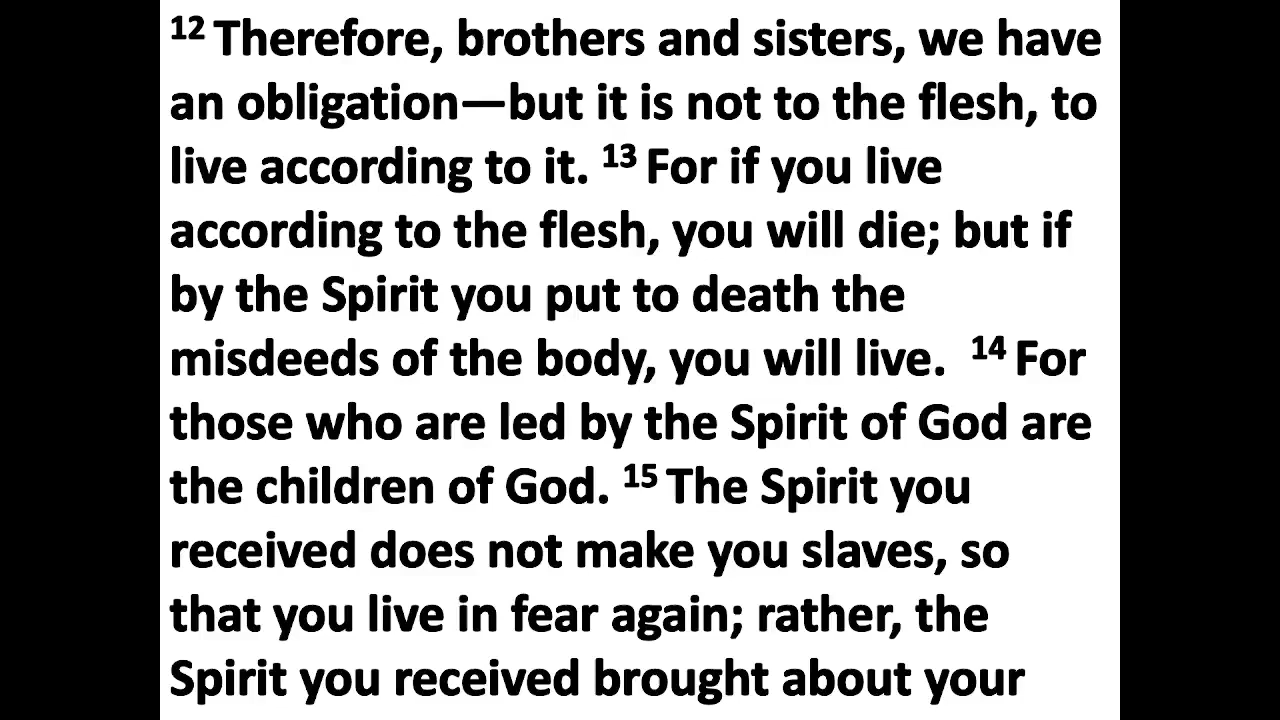 12 Therefore, brothers and sisters, we have
an obligation—but it is not to the flesh, to
live according to it. 13 For if you live
according to the flesh, you will die; but if
by the Spirit you put to death the
misdeeds of the body, you will live.  14 For
those who are led by the Spirit of God are
the children of God. 15 The Spirit you
received does not make you slaves, so
that you live in fear again; rather, the
Spirit you received brought about your